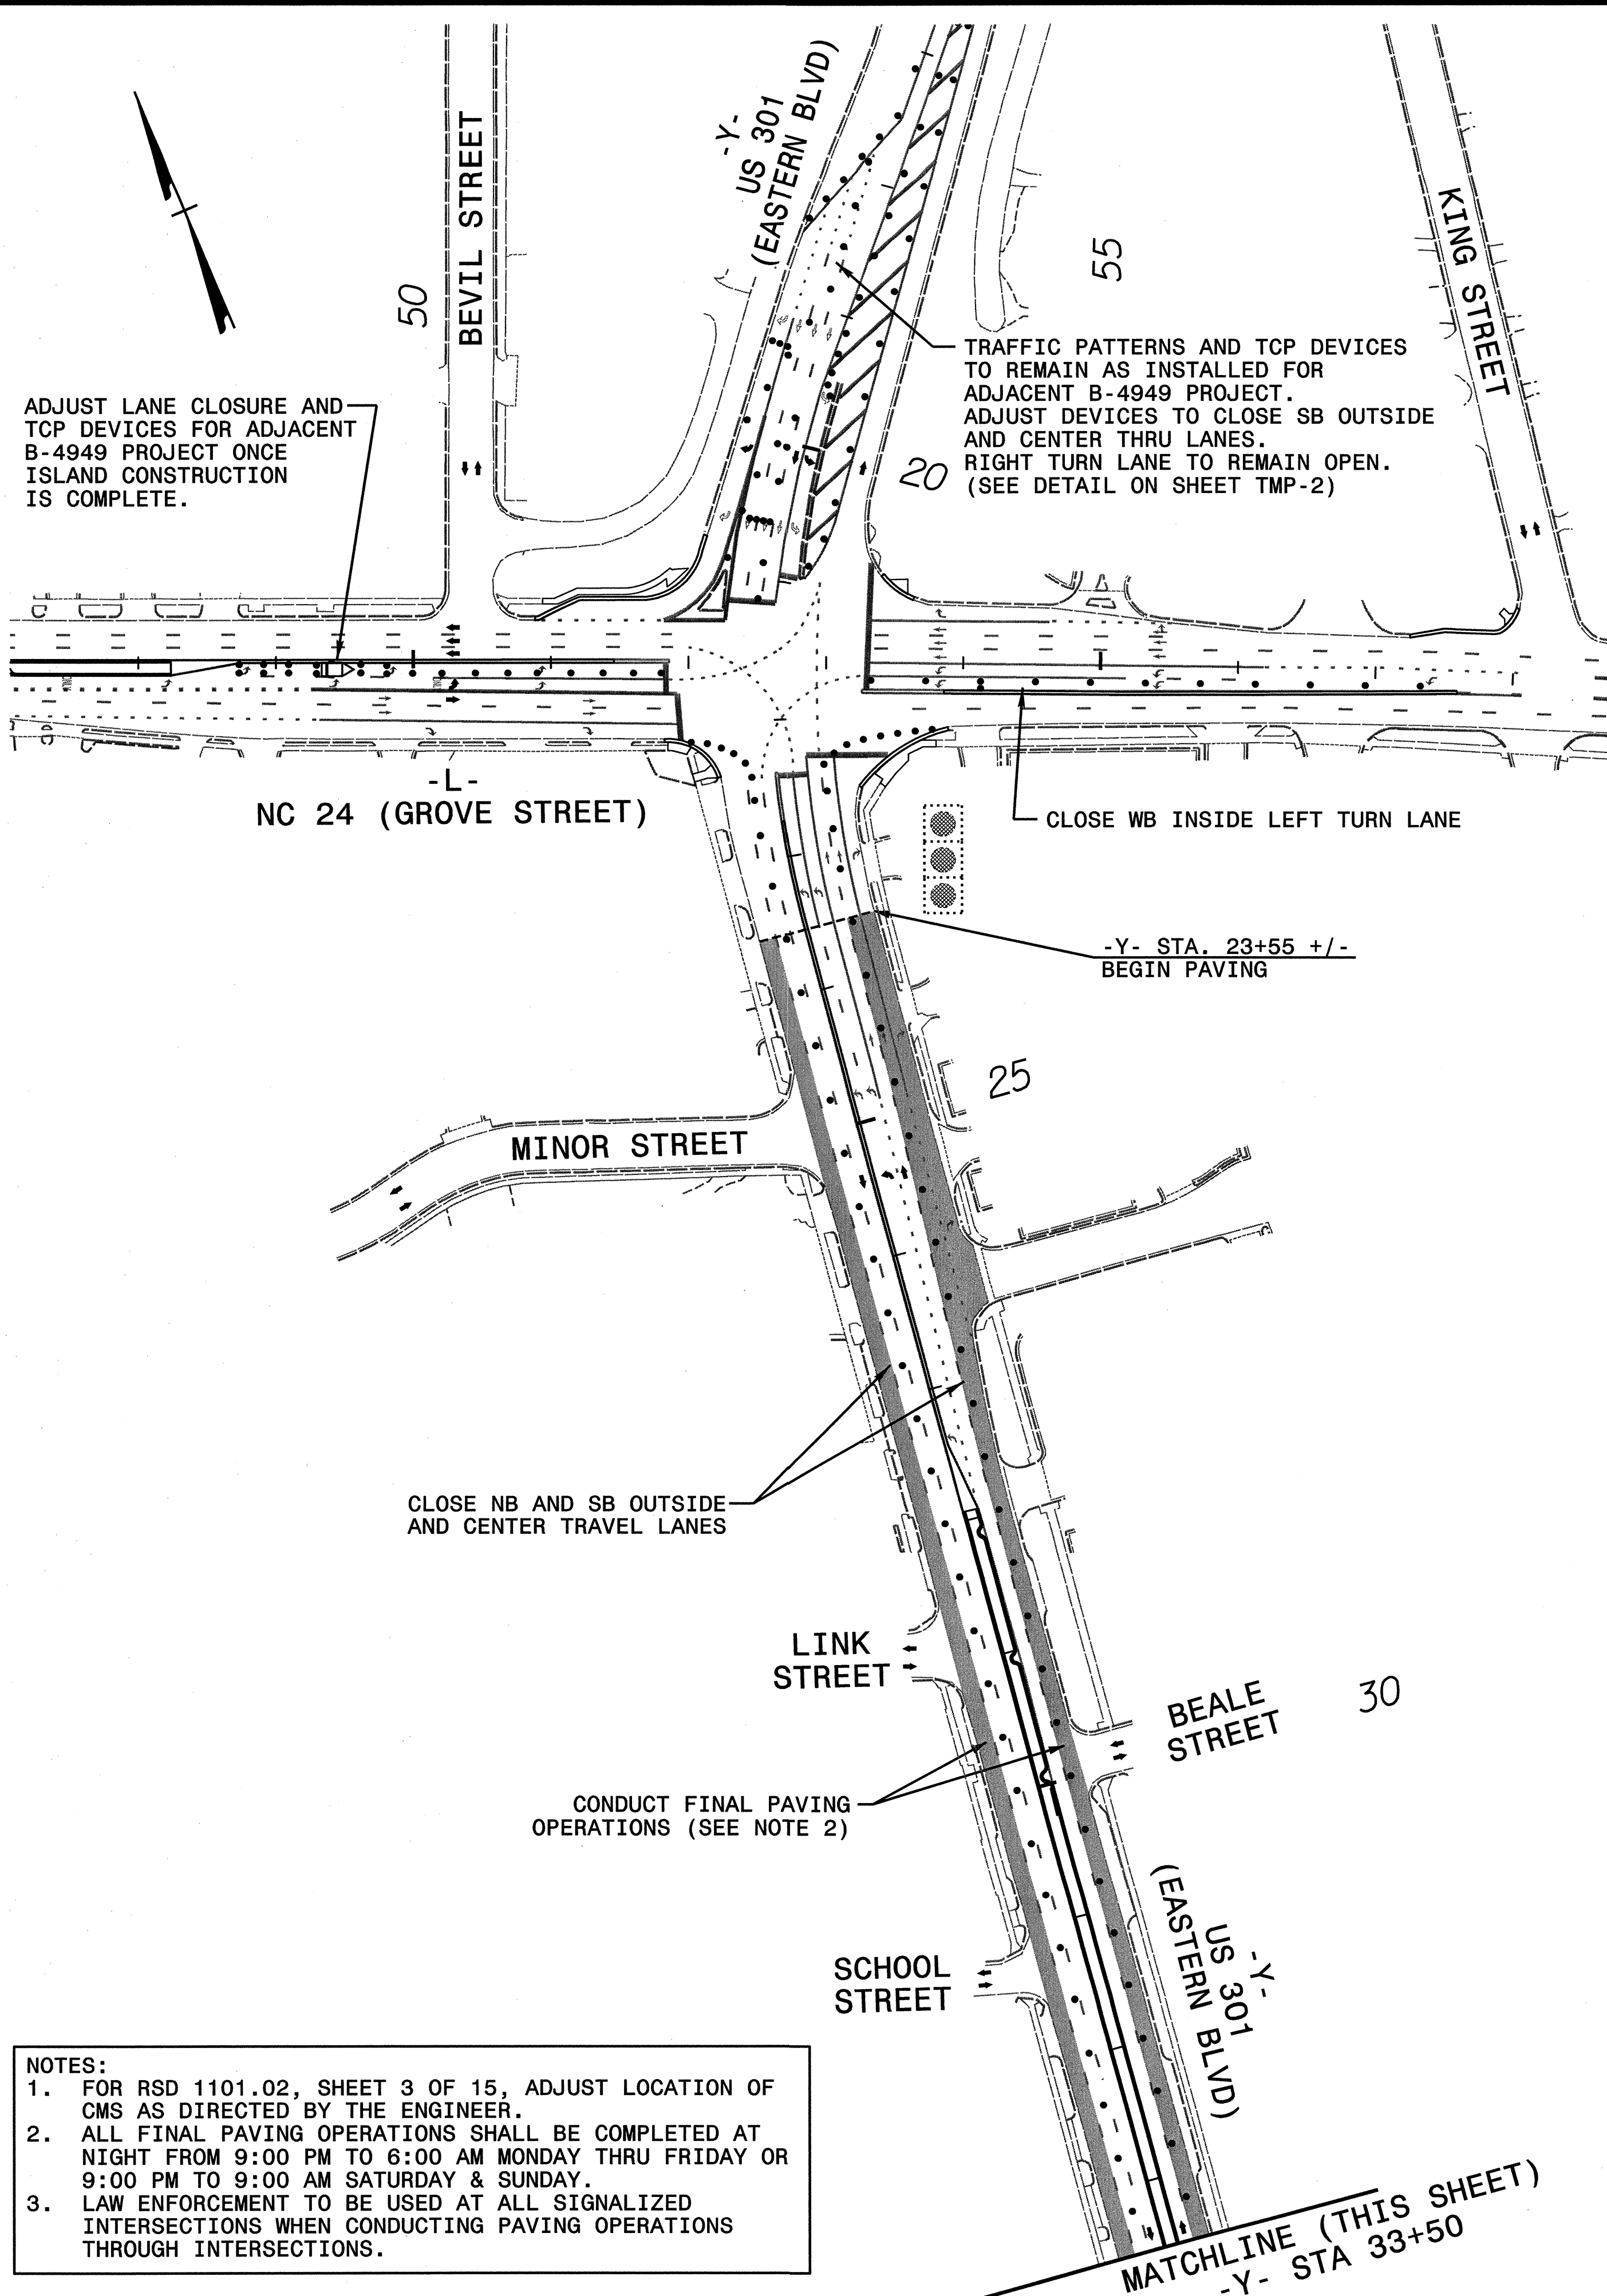 -Y-
US 301
(EASTERN BLVD)
BEVIL STREET
50
55
KING STREET
ADJUST LANE CLOSURE AND
TCP DEVICES FOR ADJACENT
B-4949 PROJECT ONCE
ISLAND CONSTRUCTION
IS COMPLETE.
TRAFFIC PATTERNS AND TCP DEVICES
TO REMAIN AS INSTALLED FOR
ADJACENT B-4949 PROJECT.
ADJUST DEVICES TO CLOSE SB OUTSIDE
AND CENTER THRU LANES.
RIGHT TURN LANE TO REMAIN OPEN.
(SEE DETAIL ON SHEET TMP-2)
20
-L-
NC 24 (GROVE STREET)
CLOSE WB INSIDE LEFT TURN LANE
-Y- STA. 23+55 +/-
BEGIN PAVING
25
MINOR STREET
CLOSE NB AND SB OUTSIDE
AND CENTER TRAVEL LANES
LINK
STREET
BEALE
STREET
30
CONDUCT FINAL PAVING
OPERATIONS (SEE NOTE 2)
SCHOOL
STREET
-Y-
US 301
(EASTERN BLVD)
NOTES:
1. FOR RSD 1101.02, SHEET 3 OF 15, ADJUST LOCATION OF
CMS AS DIRECTED BY THE ENGINEER.
2. ALL FINAL PAVING OPERATIONS SHALL BE COMPLETED AT
NIGHT FROM 9:00 PM TO 6:00 AM MONDAY THRU FRIDAY OR
9:00 PM TO 9:00 AM SATURDAY & SUNDAY.
3. LAW ENFORCEMENT TO BE USED AT ALL SIGNALIZED
INTERSECTIONS WHEN CONDUCTING PAVING OPERATIONS
THROUGH INTERSECTIONS.
MATCHLINE (THIS SHEET)
-Y- STA 33+50